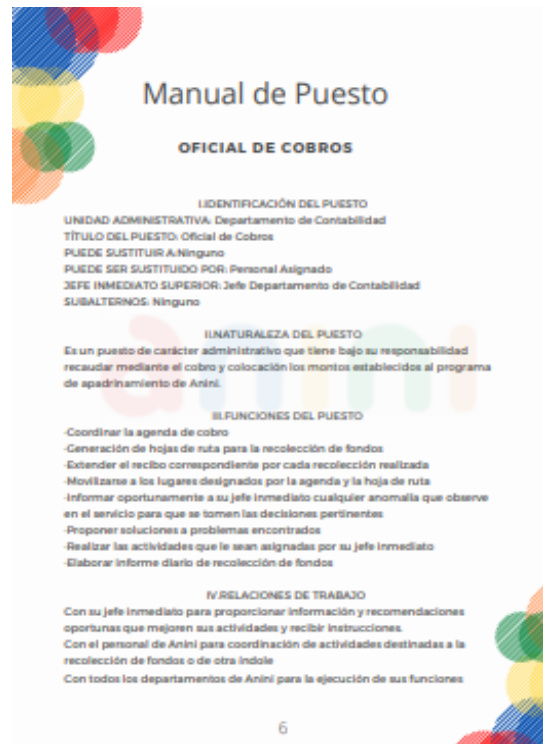 Manual de Puesto
OFICIAL DE COBROS
I.IDENTIFICACIÓN DEL PUESTO
UNIDAD ADMINISTRATIVA: Departamento de Contabilidad
TÍTULO DEL PUESTO: Oficial de Cobros
PUEDE SUSTITUIR A:Ninguno
PUEDE SER SUSTITUIDO POR: Personal Asignado
JEFE INMEDIATO SUPERIOR: Jefe Departamento de Contabilidad
SUBALTERNOS: Ninguno
anini
II.NATURALEZA DEL PUESTO
Es un puesto de carácter administrativo que tiene bajo su responsabilidad
recaudar mediante el cobro y colocación los montos establecidos al programa
de apadrinamiento de Anini.
III.FUNCIONES DEL PUESTO
-Coordinar la agenda de cobro
-Generación de hojas de ruta para la recolección de fondos
-Extender el recibo correspondiente por cada recolección realizada
-Movilizarse a los lugares designados por la agenda y la hoja de ruta
-Informar oportunamente a su jefe inmediato cualquier anomalía que observe
en el servicio para que se tomen las decisiones pertinentes
-Proponer soluciones a problemas encontrados
-Realizar las actividades que le sean asignadas por su jefe inmediato
-Elaborar informe diario de recolección de fondos
IV.RELACIONES DE TRABAJO
Con su jefe inmediato para proporcionar información y recomendaciones
oportunas que mejoren sus actividades y recibir instrucciones.
Con el personal de Anini para coordinación de actividades destinadas a la
recolección de fondos o de otra índole
Con todos los departamentos de Anini para la ejecución de sus funciones
6